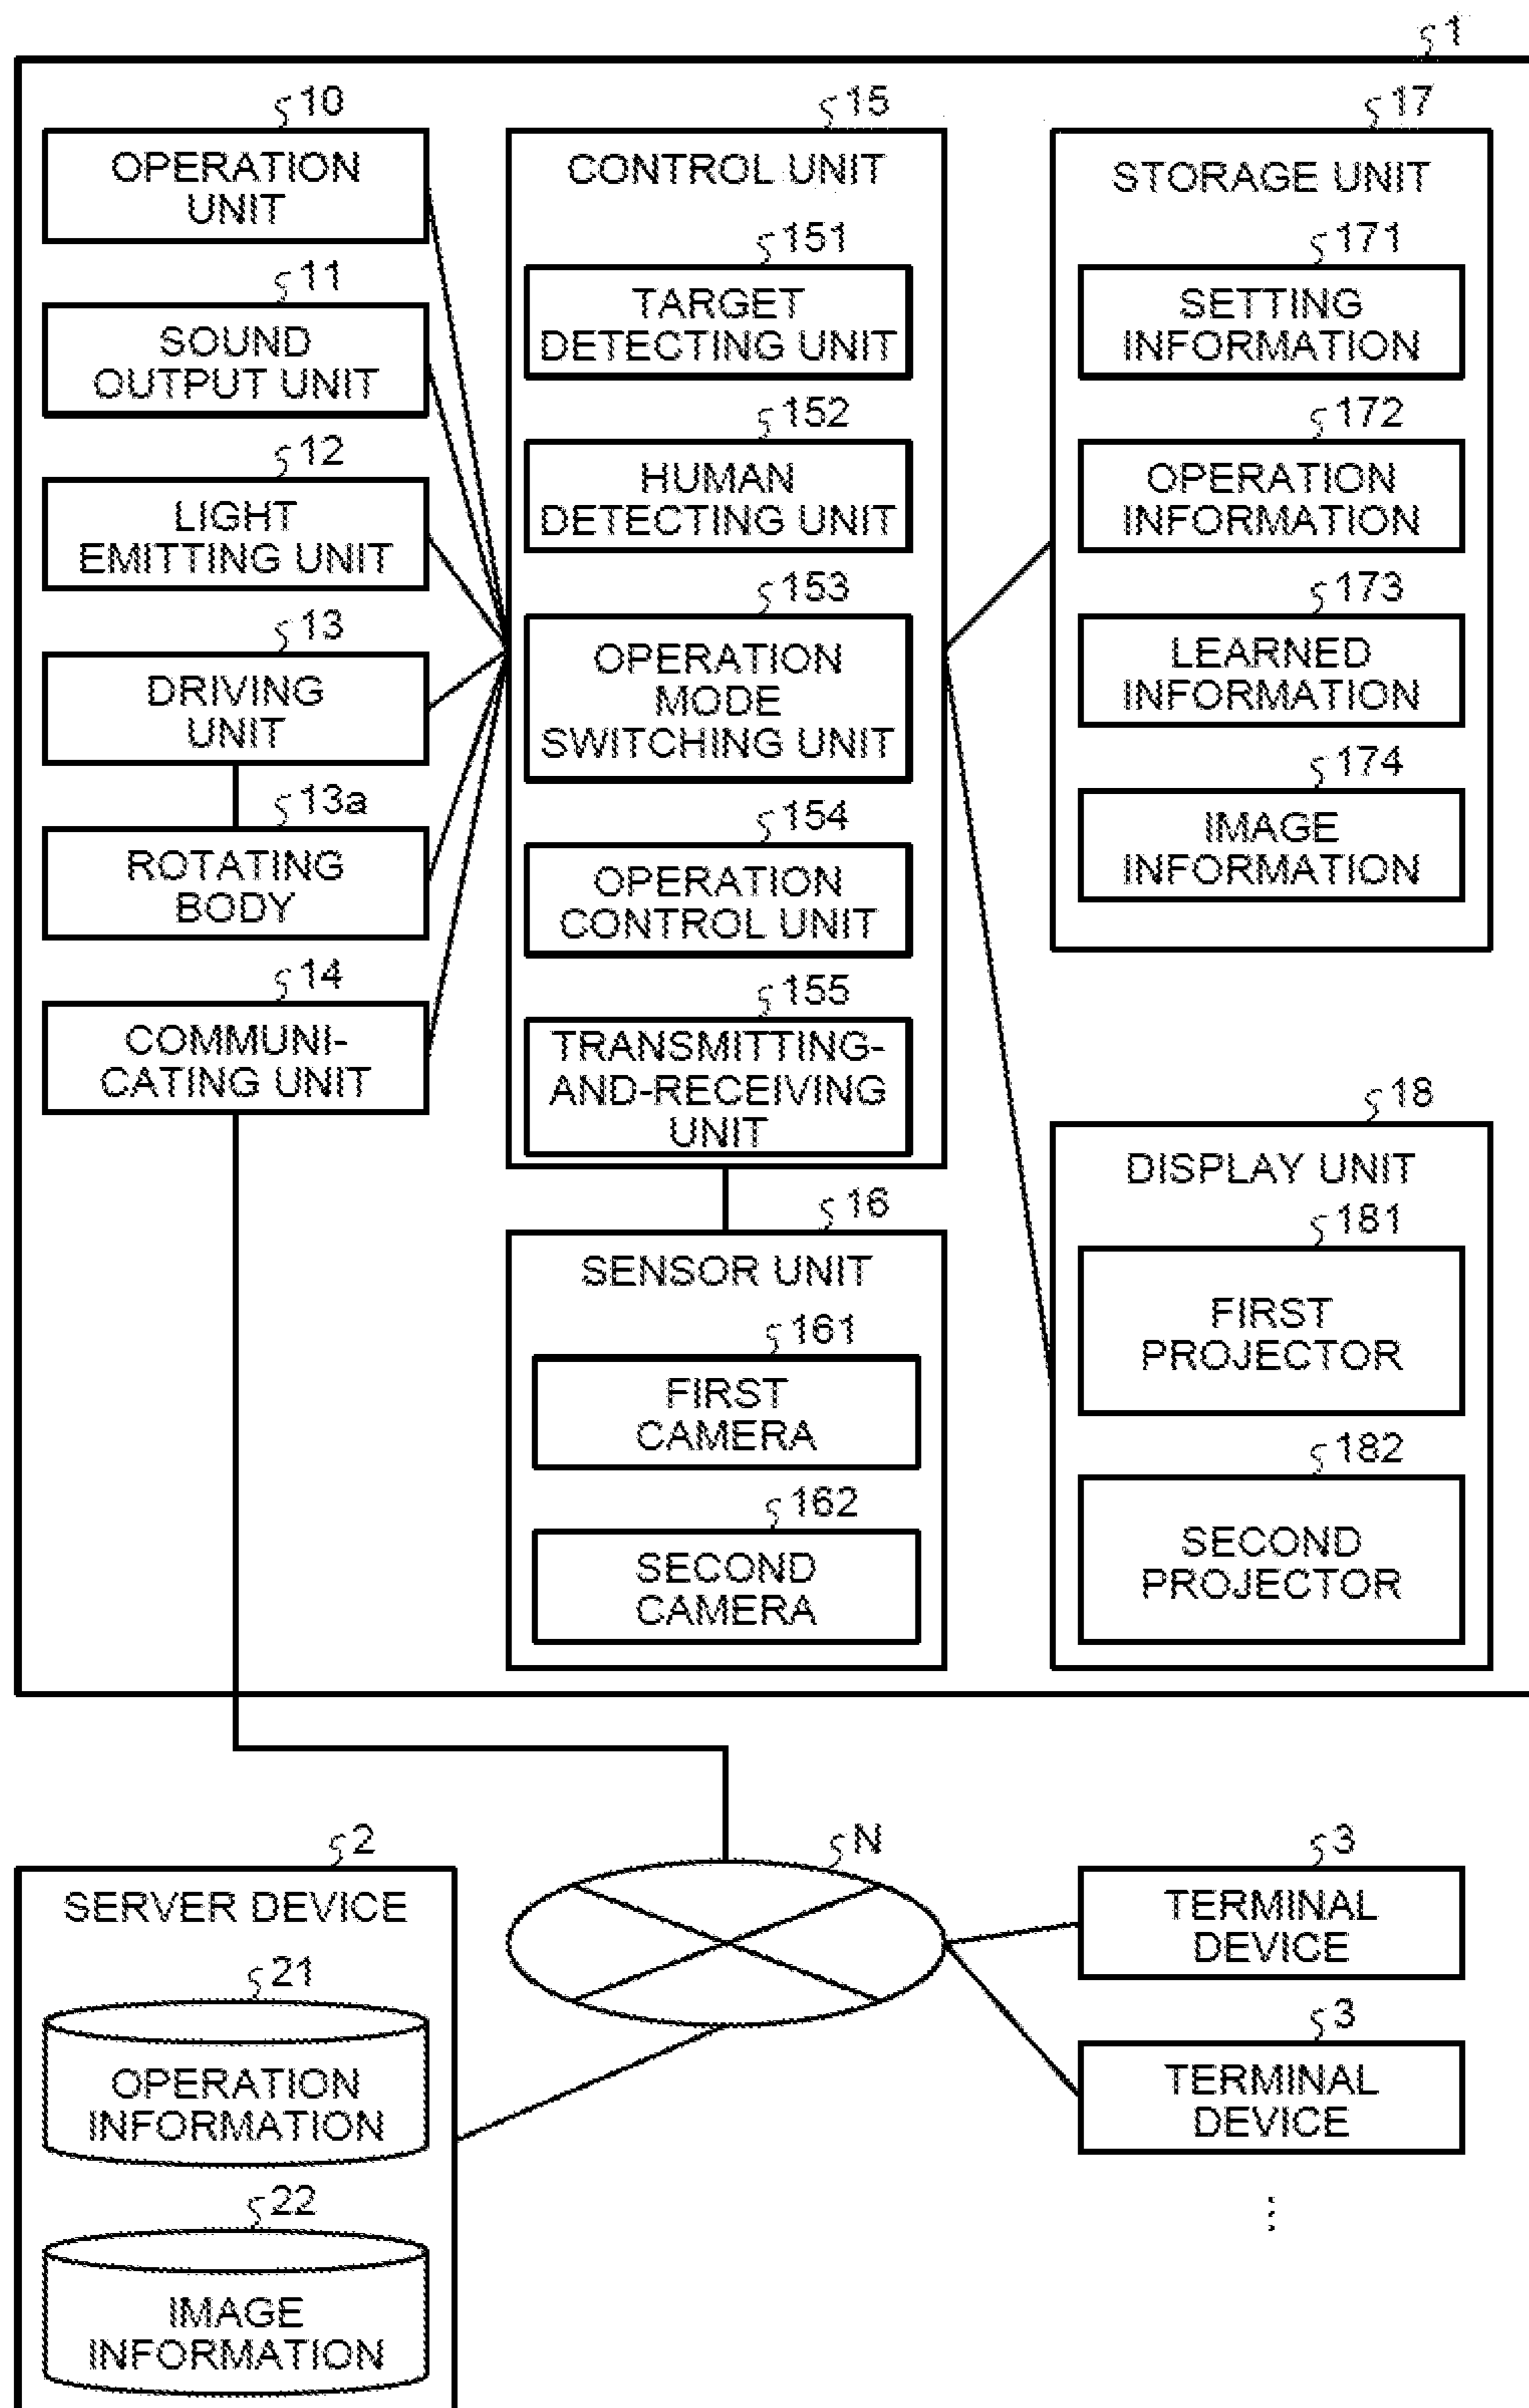 1
10
OPERATION
UNIT
11
SOUND
OUTPUT UNIT
12
LIGHT
EMITTING UNIT
13
DRIVING
UNIT
13a
ROTATING
BODY
14
COMMUNI-
CATING UNIT
15
CONTROL UNIT
151
TARGET
DETECTING UNIT
152
HUMAN
DETECTING UNIT
153
OPERATION
MODE
SWITCHING UNIT
154
OPERATION
CONTROL UNIT
155
TRANSMITTING-
AND-RECEIVING
UNIT
16
SENSOR UNIT
161
FIRST
CAMERA
162
SECOND
CAMERA
17
STORAGE UNIT
171
SETTING
INFORMATION
172
OPERATION
INFORMATION
173
LEARNED
INFORMATION
174
IMAGE
INFORMATION
18
DISPLAY UNIT
181
FIRST
PROJECTOR
182
SECOND
PROJECTOR
2
SERVER DEVICE
21
OPERATION
INFORMATION
22
IMAGE
INFORMATION
N
3
TERMINAL
DEVICE
3
TERMINAL
DEVICE
⋮